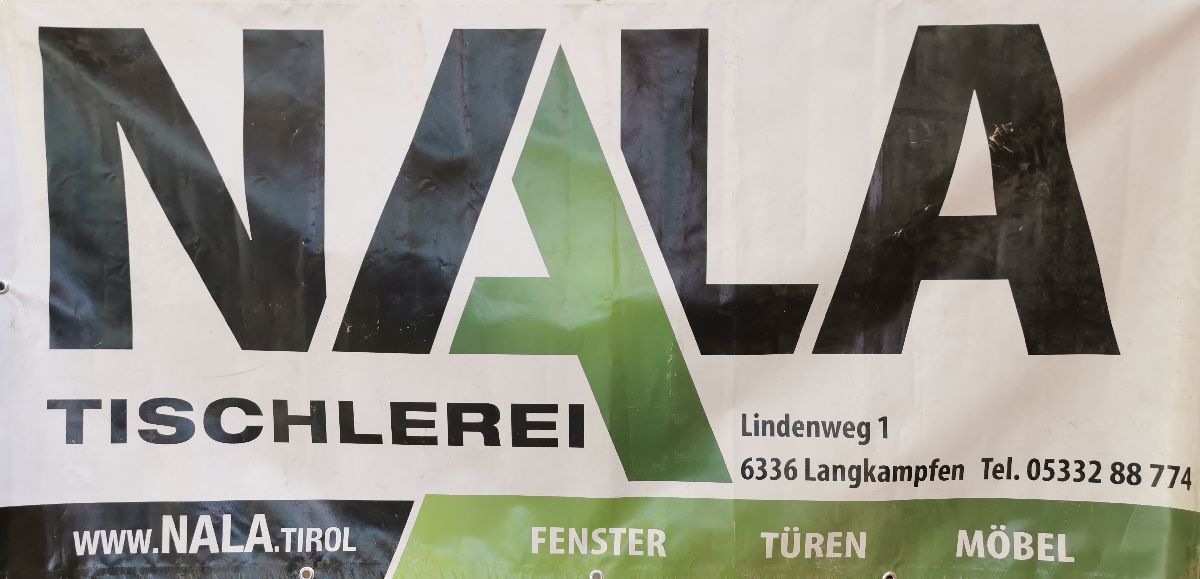 NALA
TISCHLEREI
Lindenweg 1
6336 Langkampfen Tel. 05332 88 774
WWW.NALA.TIROL FENSTER TÜREN MÖBEL